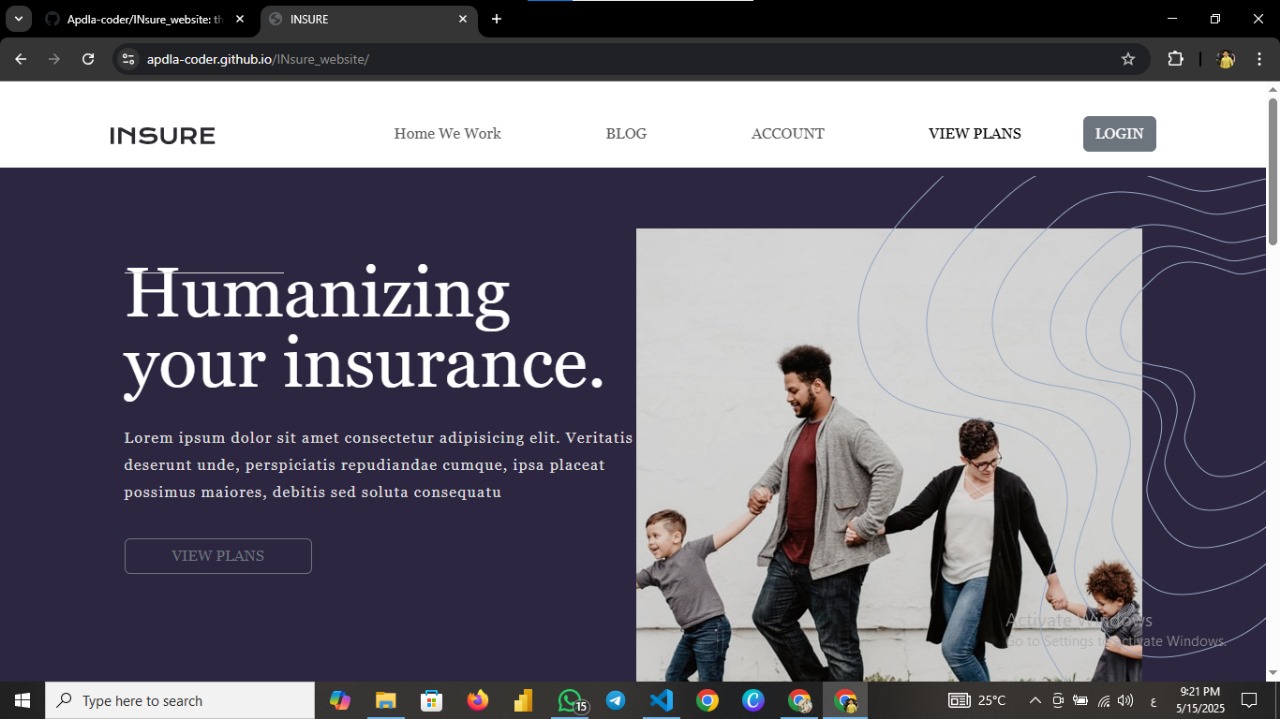 Apdla-coder/INsure_website: th
INSURE
apdla-coder.github.io/INsure_website/
INSURE
Home We Work
BLOG
ACCOUNT
VIEW PLANS
LOGIN
Humanizing
your insurance.
Lorem ipsum dolor sit amet consectetur adipisicing elit. Veritatis
deserunt unde, perspiciatis repudiandae cumque, ipsa placeat
possimus maiores, debitis sed soluta consequatu
VIEW PLANS
Activate Windows
Go to Settings to activate Windows.
Type here to search
15
25°C
ع
9:21 PM
5/15/2025